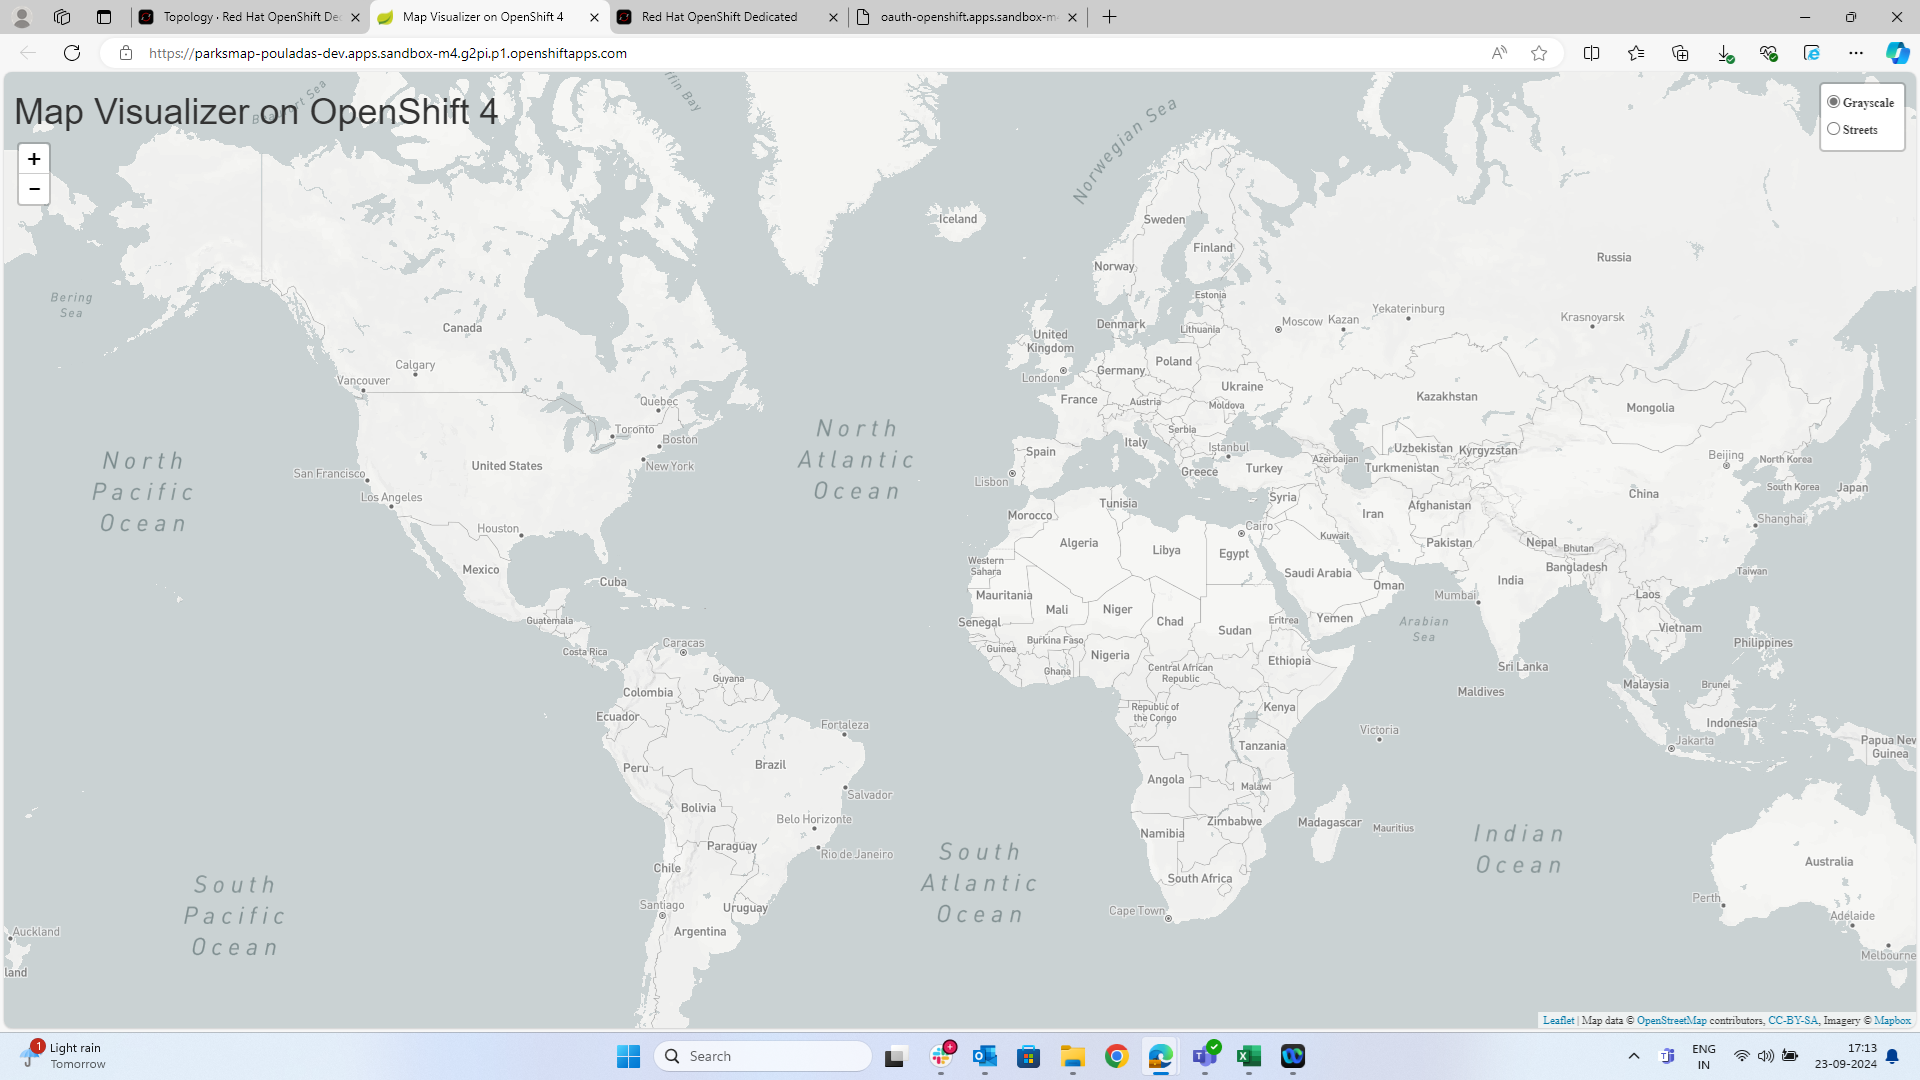 Topology · Red Hat OpenShift De
Map Visualizer on OpenShift 4
Red Hat OpenShift Dedicated
oauth-openshift.apps.sandbox-m
https://parksmap-pouladas-dev.apps.sandbox-m4.g2pi.p1.openshiftapps.com
Map Visualizer on OpenShift 4
+
−
Grayscale
Streets
Beaufort Sea
ffin Bay
Norwegian Sea
Iceland
Sweden
Finland
Norway
Russia
Bering
Sea
Estonia
Canada
Denmark
Lithuania
Moscow
Kazan
Yekaterinburg
Krasnoyarsk
United
Kingdom
Calgary
Vancouver
London
Germany
Poland
Ukraine
Kazakhstan
Mongolia
Quebec
France
Austria
Moldova
Toronto
Boston
Serbia
North
Atlantic
Ocean
Italy
Istanbul
Uzbekistan
Kyrgyzstan
Beijing
North Korea
North
Pacific
Ocean
San Francisco
United States
New York
Spain
Lisbon
Greece
Turkey
Azerbaijan
Turkmenistan
South Korea
Japan
Los Angeles
Syria
China
Houston
Morocco
Tunisia
Iran
Afghanistan
Shanghai
Cairo
Kuwait
Algeria
Libya
Egypt
Pakistan
Nepal
Bhutan
Mexico
Cuba
Western
Sahara
Saudi Arabia
Oman
India
Bangladesh
Taiwan
Mauritania
Mali
Niger
Chad
Mumbai
Laos
Guatemala
Senegal
Sudan
Eritrea
Yemen
Arabian
Sea
Vietnam
Costa Rica
Caracas
Burkina Faso
Guinea
Nigeria
Ghana
Central African
Republic
Ethiopia
Sri Lanka
Philippines
Colombia
Guyana
Maldives
Malaysia
Brunei
Ecuador
Republic of
the Congo
Kenya
Fortaleza
Victoria
Indonesia
Jakarta
Papua New
Guinea
Peru
Brazil
Tanzania
Angola
Malawi
Salvador
Bolivia
Belo Horizonte
Zimbabwe
Madagascar
Mauritius
Namibia
Indian
Ocean
Paraguay
Rio de Janeiro
Chile
South
Atlantic
Ocean
South Africa
Australia
South
Pacific
Ocean
Santiago
Uruguay
Cape Town
Perth
Adelaide
Auckland
Argentina
Melbourne
land
Leaflet | Map data © OpenStreetMap contributors, CC-BY-SA, Imagery © Mapbox
1
Light rain
Tomorrow
Search
ENG
IN
17:13
23-09-2024